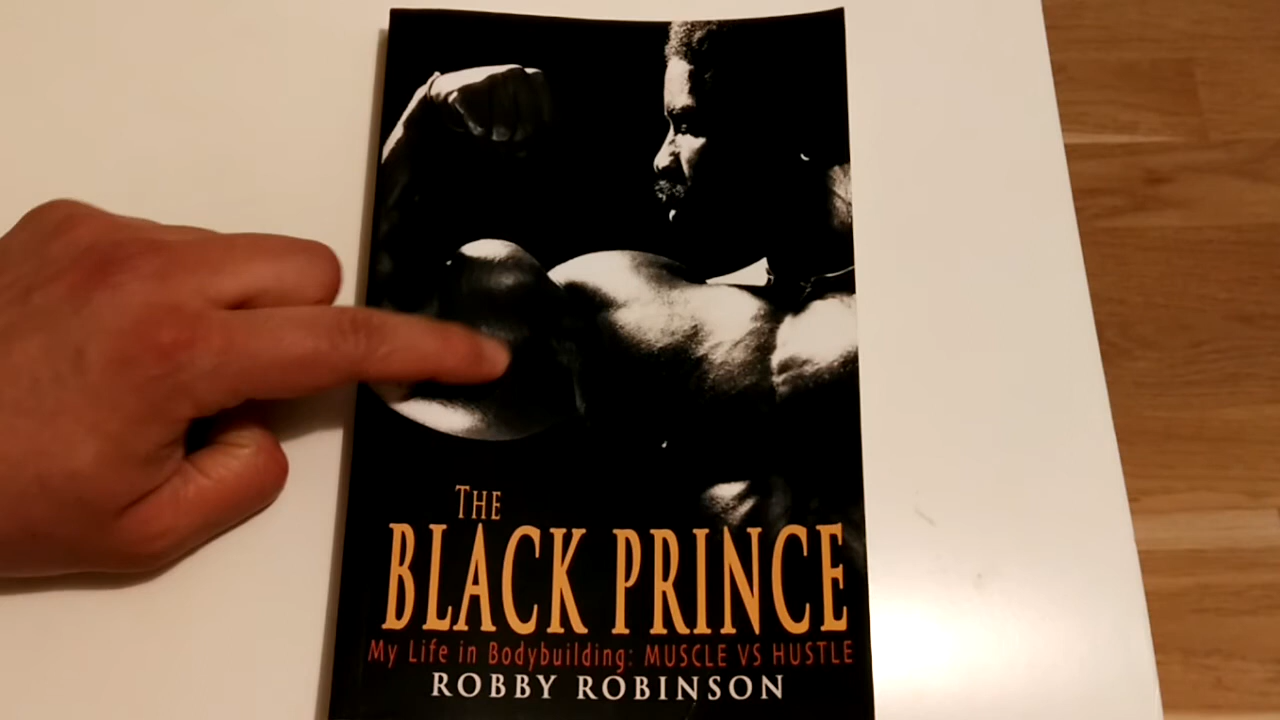 THE
BLACK PRINCE
My Life in Bodybuilding: MUSCLE VS HUSTLE
ROBBY ROBINSON